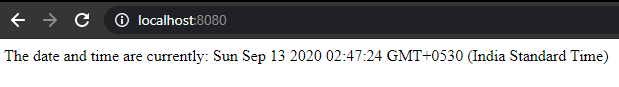 localhost:8080
The date and time are currently: Sun Sep 13 2020 02:47:24 GMT+0530 (India Standard Time)